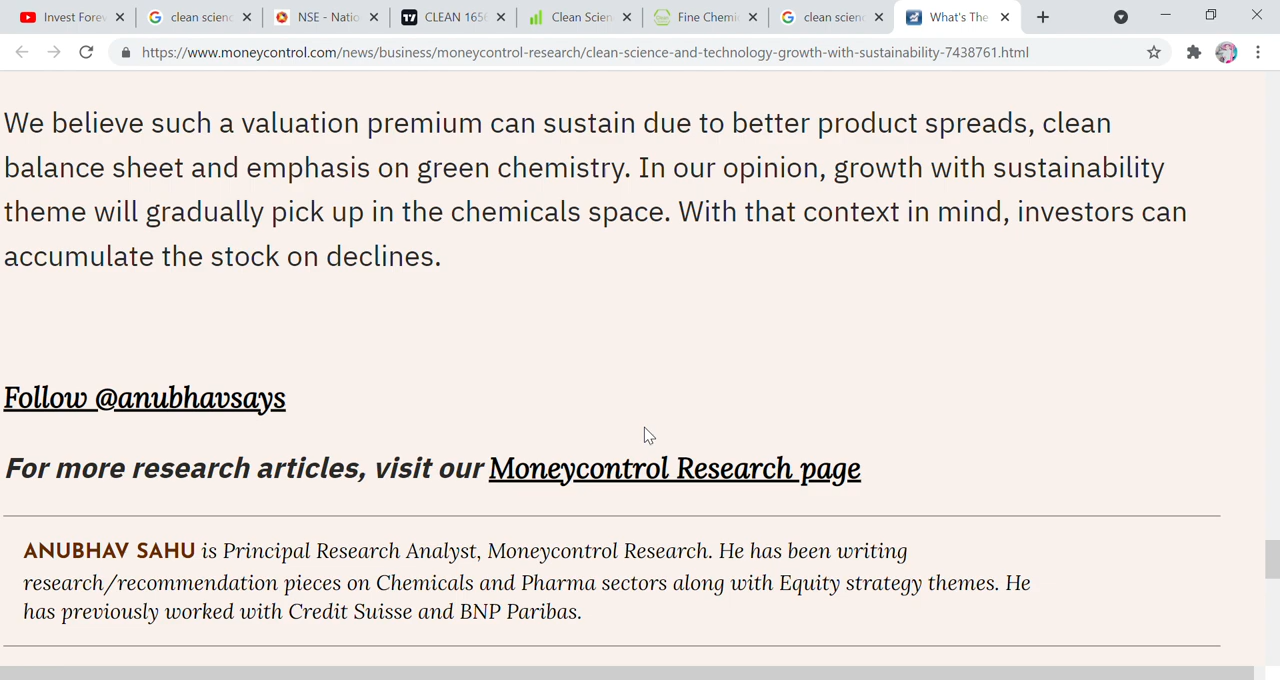 Invest Forev
clean scienc
NSE - Natio
CLEAN 1656
Clean Scien
Fine Chemi
clean scienc
What's The
https://www.moneycontrol.com/news/business/moneycontrol-research/clean-science-and-technology-growth-with-sustainability-7438761.html
We believe such a valuation premium can sustain due to better product spreads, clean
balance sheet and emphasis on green chemistry. In our opinion, growth with sustainability
theme will gradually pick up in the chemicals space. With that context in mind, investors can
accumulate the stock on declines.
Follow @anubhavsays
For more research articles, visit our Moneycontrol Research page
ANUBHAV SAHU is Principal Research Analyst, Moneycontrol Research. He has been writing
research/recommendation pieces on Chemicals and Pharma sectors along with Equity strategy themes. He
has previously worked with Credit Suisse and BNP Paribas.